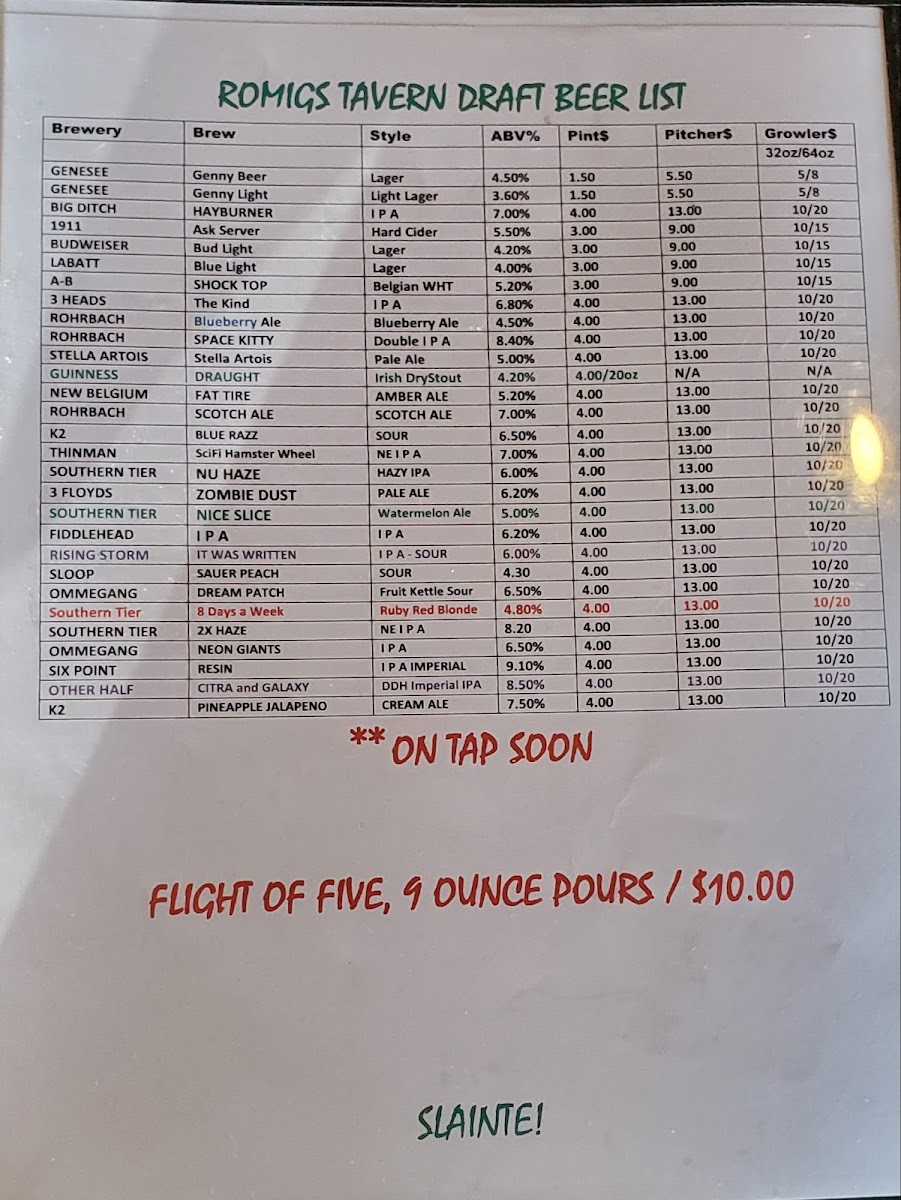 ROMIGS TAVERN DRAFT BEER LIST
Brewery Brew Style ABV% Pint$ Pitcher$ Growler$
32oz/64oz
GENESEE Genny Beer Lager 4.50% 1.50 5.50 5/8
GENESEE Genny Light Light Lager 3.60% 1.50 5.50 5/8
BIG DITCH HAYBURNER I P A 7.00% 4.00 13.00 10/20
1911 Ask Server Hard Cider 5.50% 3.00 9.00 10/15
BUDWEISER Bud Light Lager 4.20% 3.00 9.00 10/15
LABATT Blue Light Lager 4.00% 3.00 9.00 10/15
A-B SHOCK TOP Belgian WHT 5.20% 3.00 9.00 10/15
3 HEADS The Kind I P A 6.80% 4.00 13.00 10/20
ROHRBACH Blueberry Ale Blueberry Ale 4.50% 4.00 13.00 10/20
ROHRBACH SPACE KITTY Double I P A 8.40% 4.00 13.00 10/20
STELLA ARTOIS Stella Artois Pale Ale 5.00% 4.00 13.00 10/20
GUINNESS DRAUGHT Irish DryStout 4.20% 4.00/20oz N/A N/A
NEW BELGIUM FAT TIRE AMBER ALE 5.20% 4.00 13.00 10/20
ROHRBACH SCOTCH ALE SCOTCH ALE 7.00% 4.00 13.00 10/20
K2 BLUE RAZZ SOUR 6.50% 4.00 13.00 10/20
THINMAN SciFi Hamster Wheel NE I P A 7.00% 4.00 13.00 10/20
SOUTHERN TIER NU HAZE HAZY IPA 6.00% 4.00 13.00 10/20
3 FLOYDS ZOMBIE DUST PALE ALE 6.20% 4.00 13.00 10/20
SOUTHERN TIER NICE SLICE Watermelon Ale 5.00% 4.00 13.00 10/20
FIDDLEHEAD I P A I P A 6.20% 4.00 13.00 10/20
RISING STORM IT WAS WRITTEN I P A - SOUR 6.00% 4.00 13.00 10/20
SLOOP SAUER PEACH SOUR 4.30 4.00 13.00 10/20
OMMEGANG DREAM PATCH Fruit Kettle Sour 6.50% 4.00 13.00 10/20
Southern Tier 8 Days a Week Ruby Red Blonde 4.80% 4.00 13.00 10/20
SOUTHERN TIER 2X HAZE NE I P A 8.20 4.00 13.00 10/20
OMMEGANG NEON GIANTS I P A 6.50% 4.00 13.00 10/20
SIX POINT RESIN I P A IMPERIAL 9.10% 4.00 13.00 10/20
OTHER HALF CITRA and GALAXY DDH Imperial IPA 8.50% 4.00 13.00 10/20
K2 PINEAPPLE JALAPENO CREAM ALE 7.50% 4.00 13.00 10/20
** ON TAP SOON
FLIGHT OF FIVE, 9 OUNCE POURS / $10.00
SLAINTE!